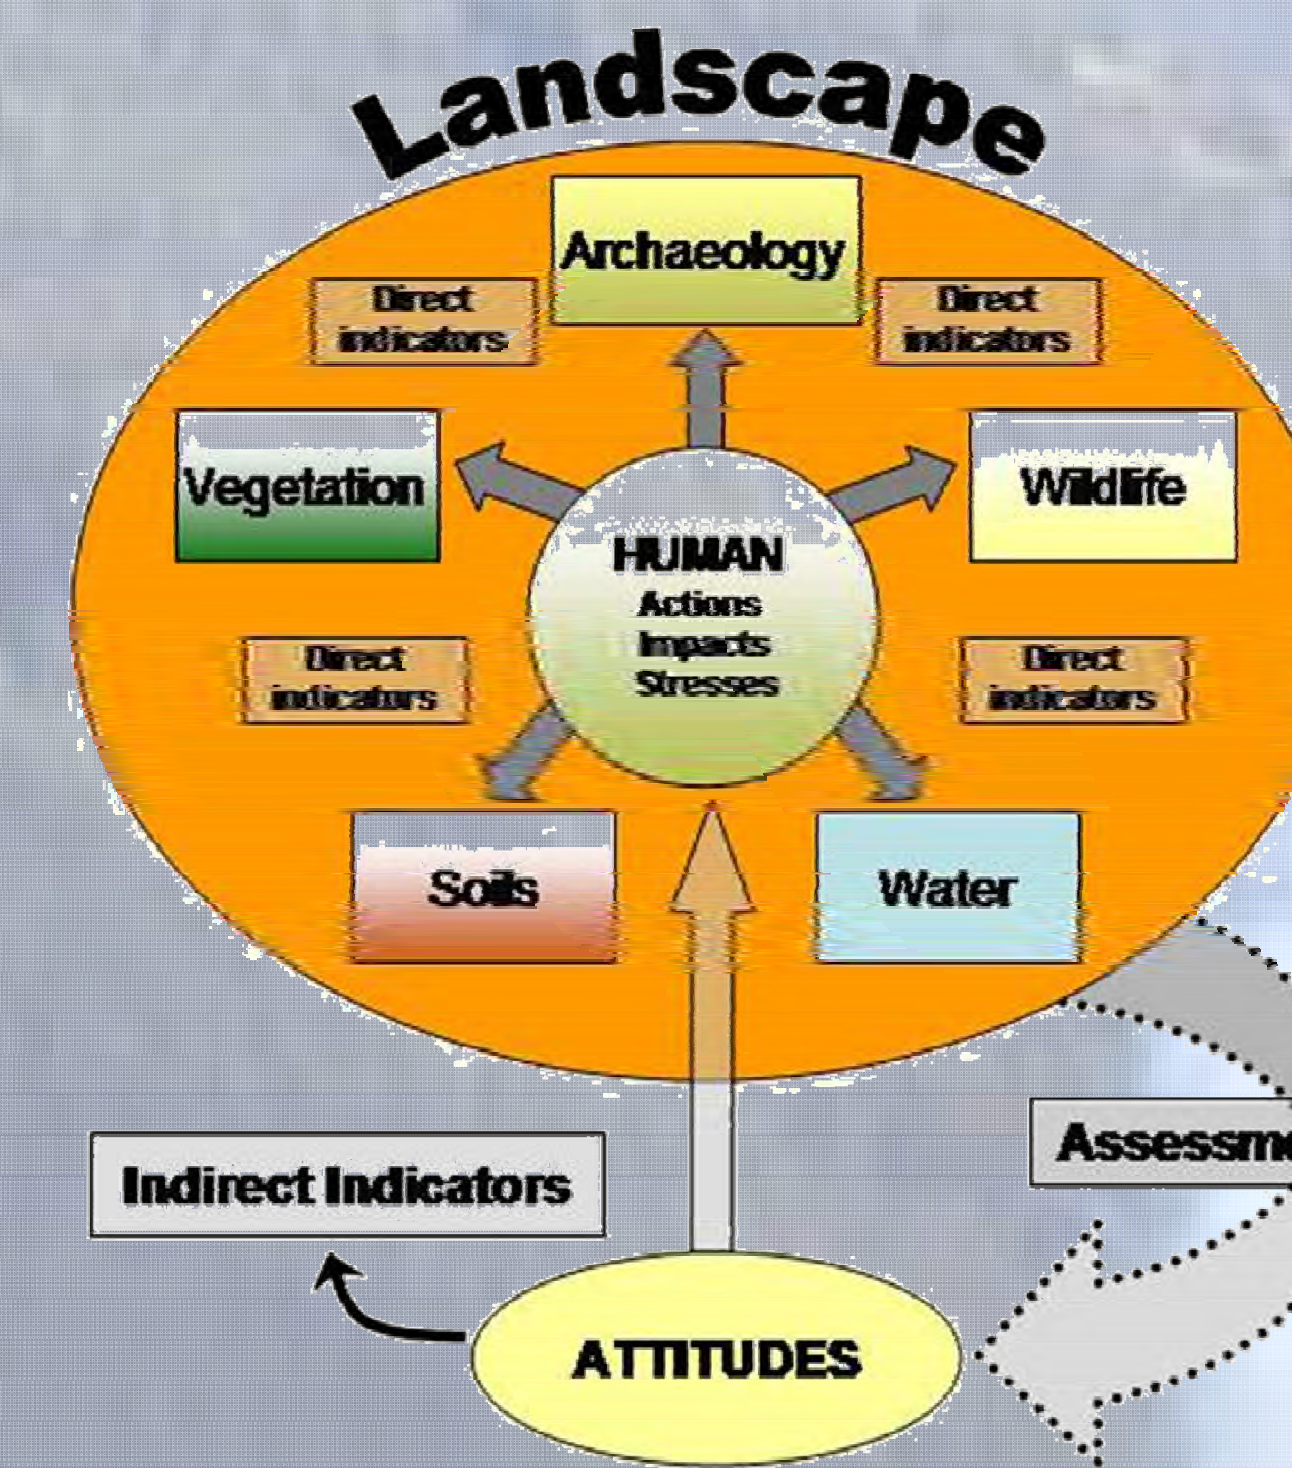 Landscape
Archaeology
Direct
indicators
Direct
indicators
Vegetation
Wildlife
HUMAN
Actions
Impacts
Stresses
Direct
indicators
Direct
indicators
Soils
Water
Assessme
Indirect Indicators
ATTITUDES